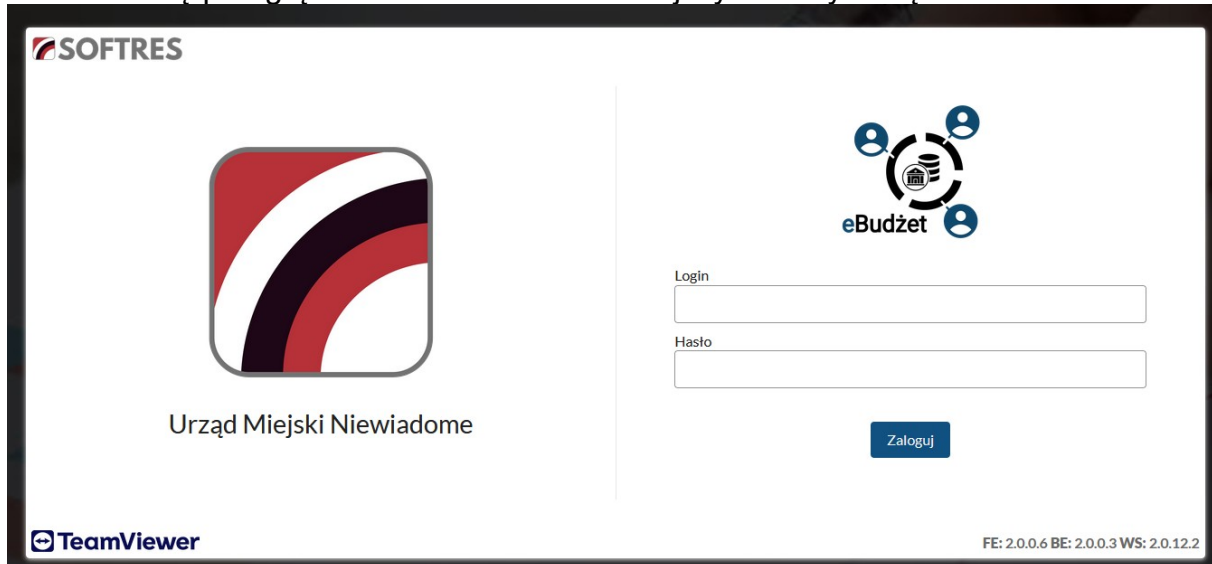 SOFTRES
eBudżet
Login
Hasło
Urząd Miejski Niewiadome
Zaloguj
TeamViewer
FE: 2.0.0.6 BE: 2.0.0.3 WS: 2.0.12.2